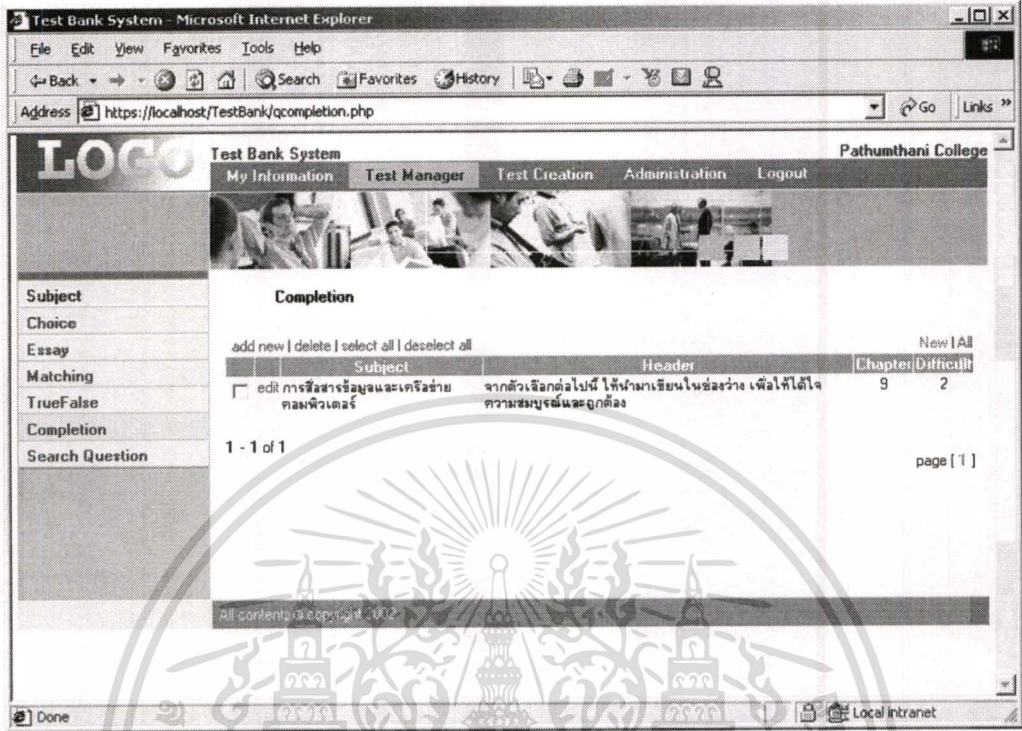 Test Bank System - Microsoft Internet Explorer
File Edit View Favorites Tools Help
Back Search Favorites History
Address https://localhost/TestBank/qcompletion.php Go Links »
LOGO
Test Bank System Pathumthani College
My Information Test Manager Test Creation Administration Logout
Subject
Choice
Essay
Matching
TrueFalse
Completion
Search Question
Completion
add new | delete | select all | deselect all New | All
Subject Header Chapter Difficult
edit การสื่อสารข้อมูลและเครือข่าย จากตัวเลือกต่อไปนี้ ให้นำมาเขียนในช่องว่าง เพื่อให้ได้ใจ 9 2
คอมพิวเตอร์ ความสมบูรณ์และถูกต้อง
1 - 1 of 1
page [ 1 ]
All contents © copyright 2002
Done Local intranet